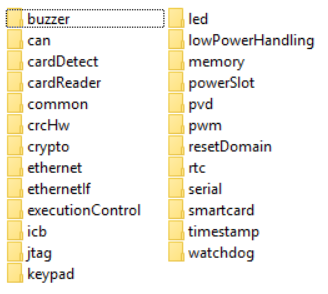 buzzer
can
cardDetect
cardReader
common
crcHw
crypto
ethernet
ethernetIf
executionControl
icb
jtag
keypad
led
lowPowerHandling
memory
powerSlot
pvd
pwm
resetDomain
rtc
serial
smartcard
timestamp
watchdog